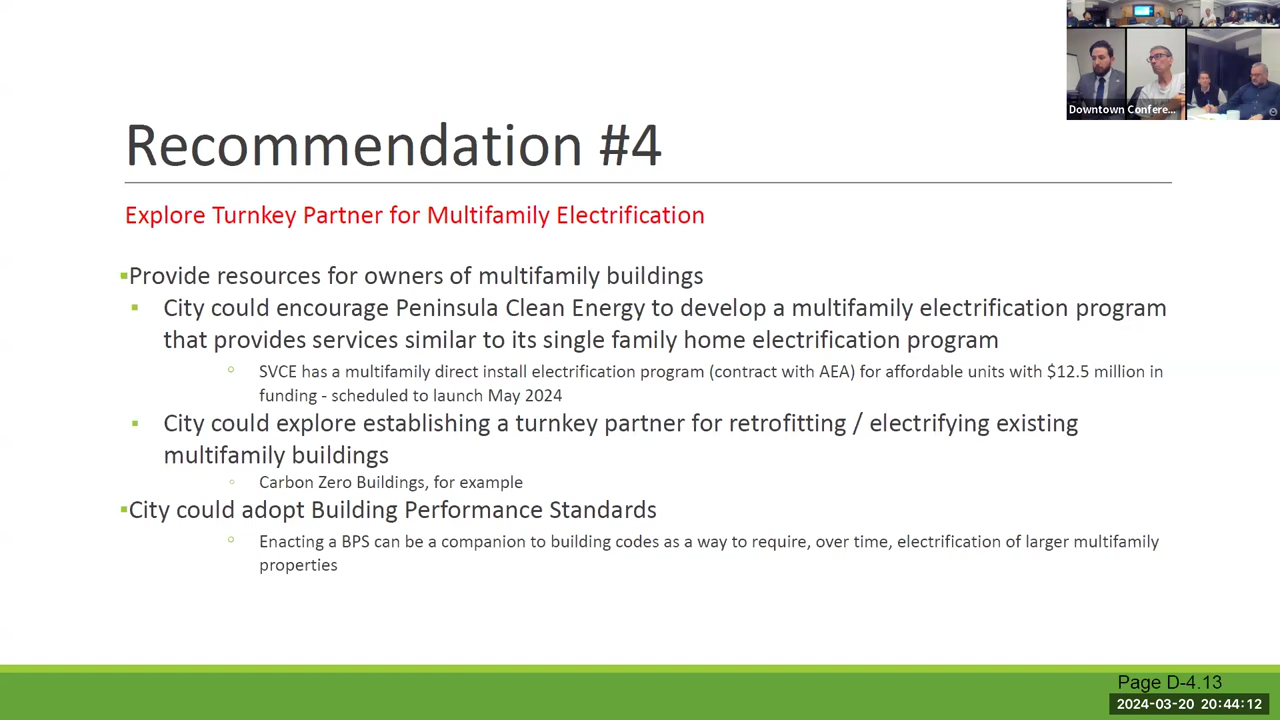 Downtown Confere...
Recommendation #4
Explore Turnkey Partner for Multifamily Electrification
▪Provide resources for owners of multifamily buildings
▪ City could encourage Peninsula Clean Energy to develop a multifamily electrification program
that provides services similar to its single family home electrification program
○ SVCE has a multifamily direct install electrification program (contract with AEA) for affordable units with $12.5 million in
funding - scheduled to launch May 2024
▪ City could explore establishing a turnkey partner for retrofitting / electrifying existing
multifamily buildings
○ Carbon Zero Buildings, for example
▪City could adopt Building Performance Standards
○ Enacting a BPS can be a companion to building codes as a way to require, over time, electrification of larger multifamily
properties
Page D-4.13
2024-03-20 20:44:12